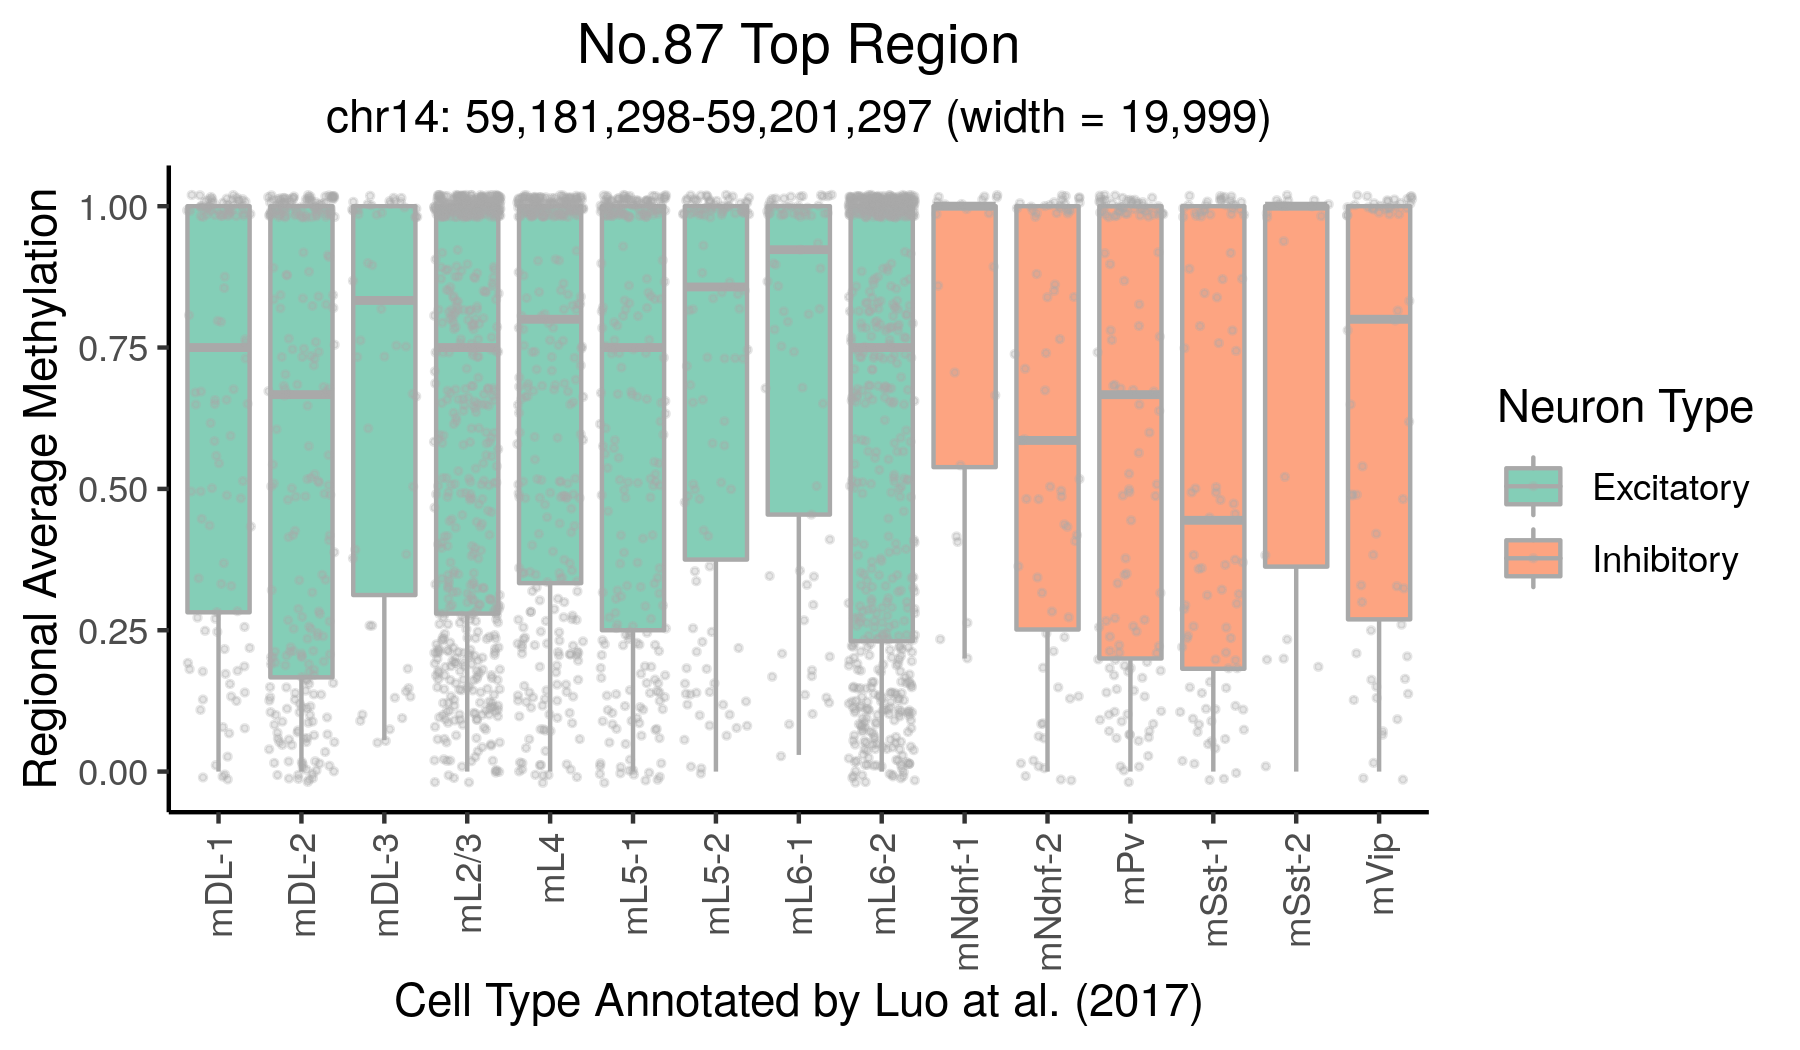 No.87 Top Region
chr14: 59,181,298-59,201,297 (width = 19,999)
Regional Average Methylation
1.00
0.75
0.50
0.25
0.00
mDL-1
mDL-2
mDL-3
mL2/3
mL4
mL5-1
mL5-2
mL6-1
mL6-2
mNdnf-1
mNdnf-2
mPv
mSst-1
mSst-2
mVip
Cell Type Annotated by Luo at al. (2017)
Neuron Type
Excitatory
Inhibitory